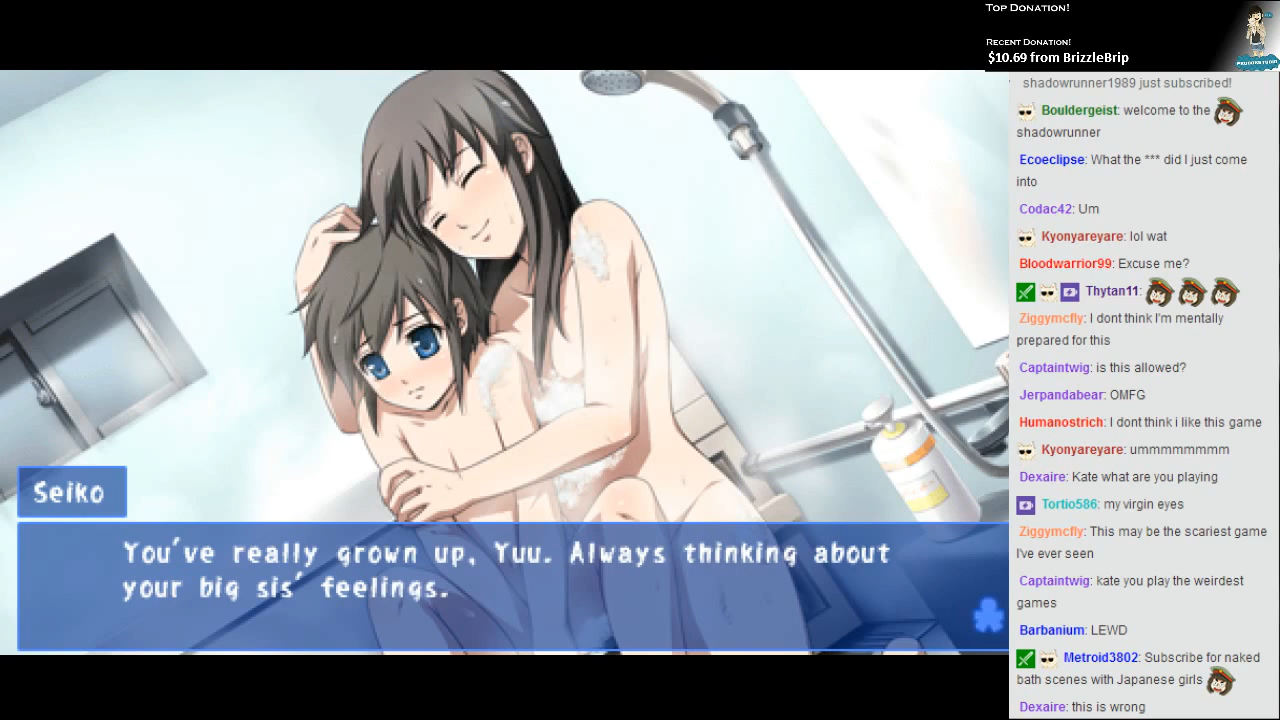 TOP DONATION!
RECENT DONATION!
$10.69 from BrizzleBrip
shadowrunner1989 just subscribed!
Bouldergeist: welcome to the
shadowrunner
Ecoeclipse: What the *** did I just come
into
Codac42: Um
Kyonyareyare: lol wat
Bloodwarrior99: Excuse me?
Thytan11:
Ziggymcfly: I dont think I'm mentally
prepared for this
Captaintwig: is this allowed?
Jerpandabear: OMFG
Humanostrich: I dont think i like this game
Kyonyareyare: ummmmmmmm
Dexaire: Kate what are you playing
Tortio586: my virgin eyes
Ziggymcfly: This may be the scariest game
I've ever seen
Captaintwig: kate you play the weirdest
games
Barbanium: LEWD
Metroid3802: Subscribe for naked
bath scenes with Japanese girls
Dexaire: this is wrong
Seiko
You've really grown up, Yuu. Always thinking about
your big sis' feelings.